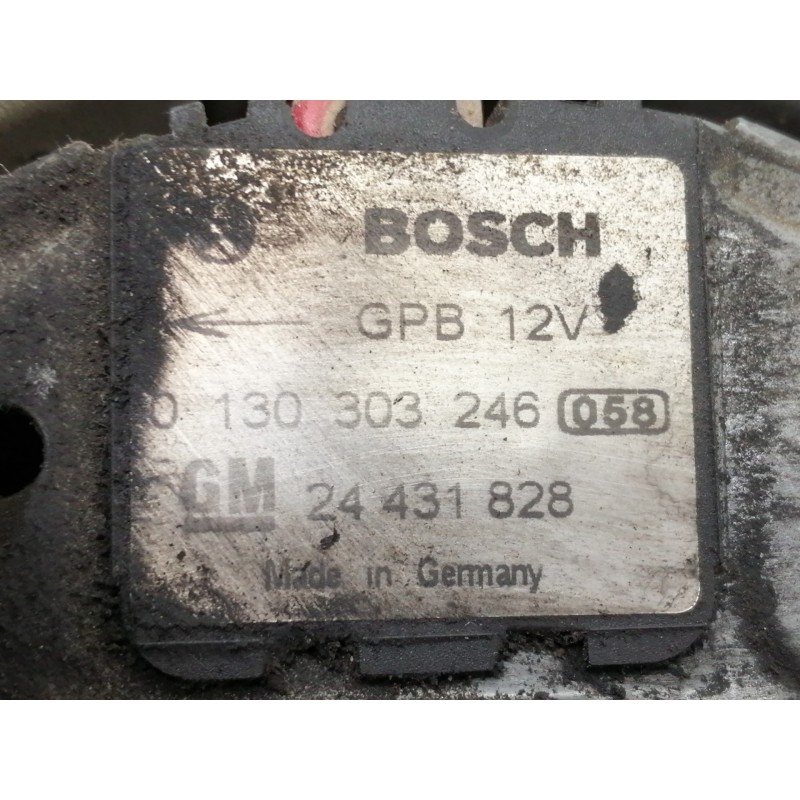 BOSCH
GPB 12V
0 130 303 246 058
GM 24 431 828
Made in Germany